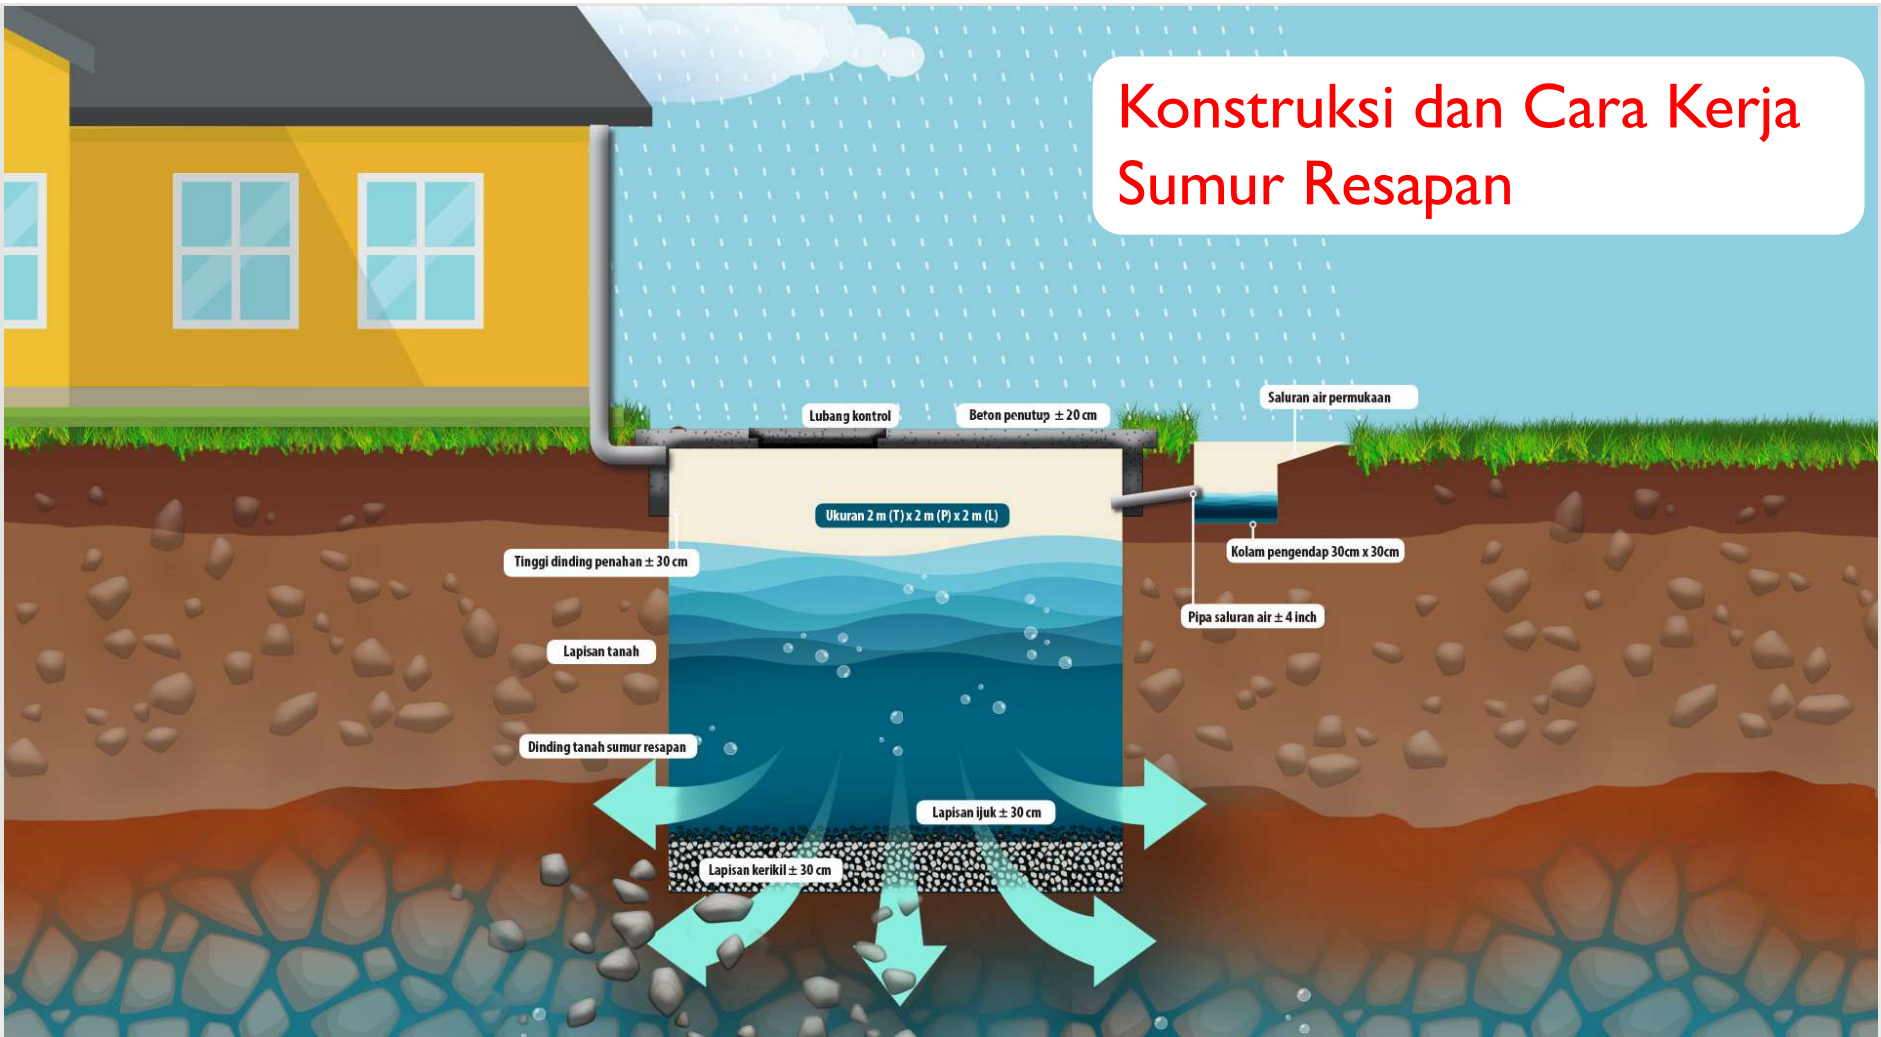 Konstruksi dan Cara Kerja
Sumur Resapan
Saluran air permukaan
Lubang kontrol
Beton penutup ± 20 cm
Ukuran 2 m (T) x 2 m (P) x 2 m (L)
Tinggi dinding penahan ± 30 cm
Kolam pengendap 30cm x 30cm
Pipa saluran air ± 4 inch
Lapisan tanah
Dinding tanah sumur resapan
Lapisan ijuk ± 30 cm
Lapisan kerikil ± 30 cm